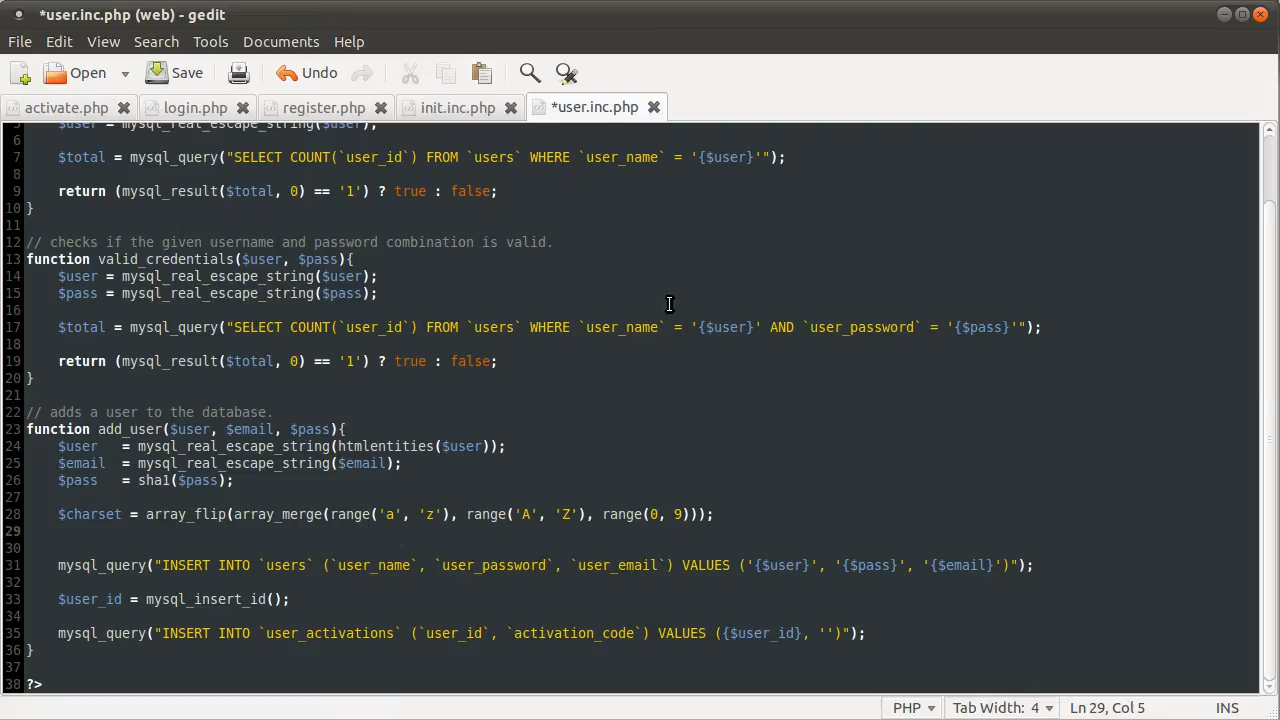 *user.inc.php (web) - gedit
File Edit View Search Tools Documents Help
Open Save Undo
activate.php login.php register.php init.inc.php *user.inc.php
5 $user = mysql_real_escape_string($user);
6
7 $total = mysql_query("SELECT COUNT(`user_id`) FROM `users` WHERE `user_name` = '{$user}'");
8
9 return (mysql_result($total, 0) == '1') ? true : false;
10 }
11
12 // checks if the given username and password combination is valid.
13 function valid_credentials($user, $pass){
14 $user = mysql_real_escape_string($user);
15 $pass = mysql_real_escape_string($pass);
16
17 $total = mysql_query("SELECT COUNT(`user_id`) FROM `users` WHERE `user_name` = '{$user}' AND `user_password` = '{$pass}'");
18
19 return (mysql_result($total, 0) == '1') ? true : false;
20 }
21
22 // adds a user to the database.
23 function add_user($user, $email, $pass){
24 $user = mysql_real_escape_string(htmlentities($user));
25 $email = mysql_real_escape_string($email);
26 $pass = sha1($pass);
27
28 $charset = array_flip(array_merge(range('a', 'z'), range('A', 'Z'), range(0, 9)));
29
30
31 mysql_query("INSERT INTO `users` (`user_name`, `user_password`, `user_email`) VALUES ('{$user}', '{$pass}', '{$email}')");
32
33 $user_id = mysql_insert_id();
34
35 mysql_query("INSERT INTO `user_activations` (`user_id`, `activation_code`) VALUES ({$user_id}, '')");
36 }
37
38 ?>
PHP Tab Width: 4 Ln 29, Col 5 INS